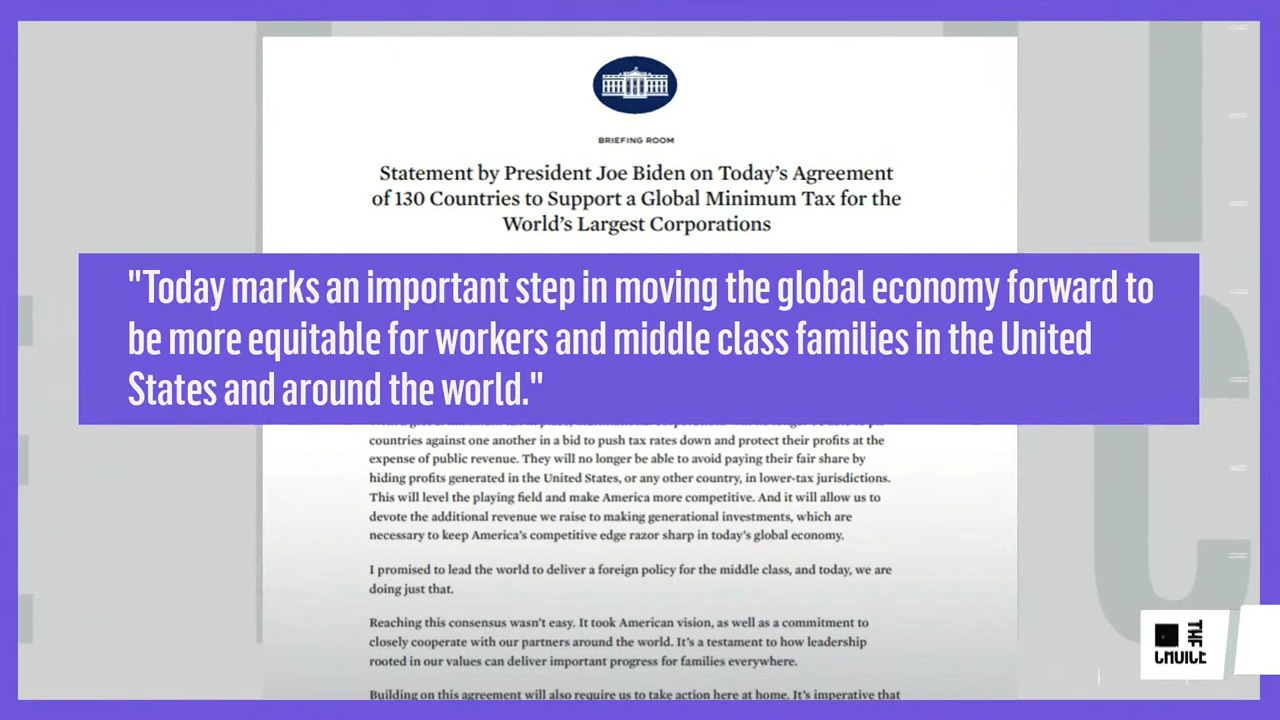 BRIEFING ROOM
Statement by President Joe Biden on Today's Agreement
of 130 Countries to Support a Global Minimum Tax for the
World's Largest Corporations
"Today marks an important step in moving the global economy forward to
be more equitable for workers and middle class families in the United
States and around the world."
countries against one another in a bid to push tax rates down and protect their profits at the
expense of public revenue. They will no longer be able to avoid paying their fair share by
hiding profits generated in the United States, or any other country, in lower-tax jurisdictions.
This will level the playing field and make America more competitive. And it will allow us to
devote the additional revenue we raise to making generational investments, which are
necessary to keep America's competitive edge razor sharp in today's global economy.
I promised to lead the world to deliver a foreign policy for the middle class, and today, we are
doing just that.
Reaching this consensus wasn't easy. It took American vision, as well as a commitment to
closely cooperate with our partners around the world. It's a testament to how leadership
rooted in our values can deliver important progress for families everywhere.
Building on this agreement will also require us to take action here at home. It's imperative that
THE
CHOICE